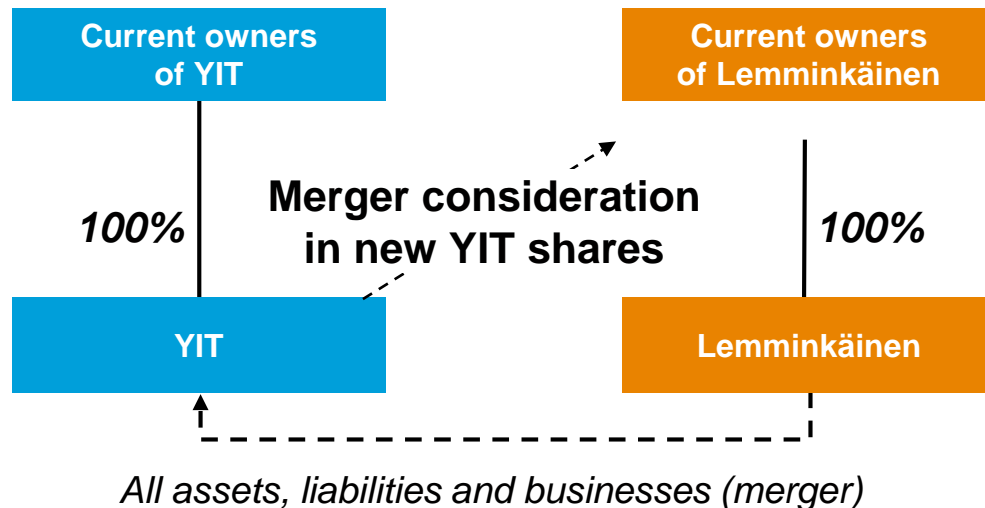 Current owners
of YIT
Current owners
of Lemminkäinen
Merger consideration
in new YIT shares
100%
100%
YIT
Lemminkäinen
All assets, liabilities and businesses (merger)